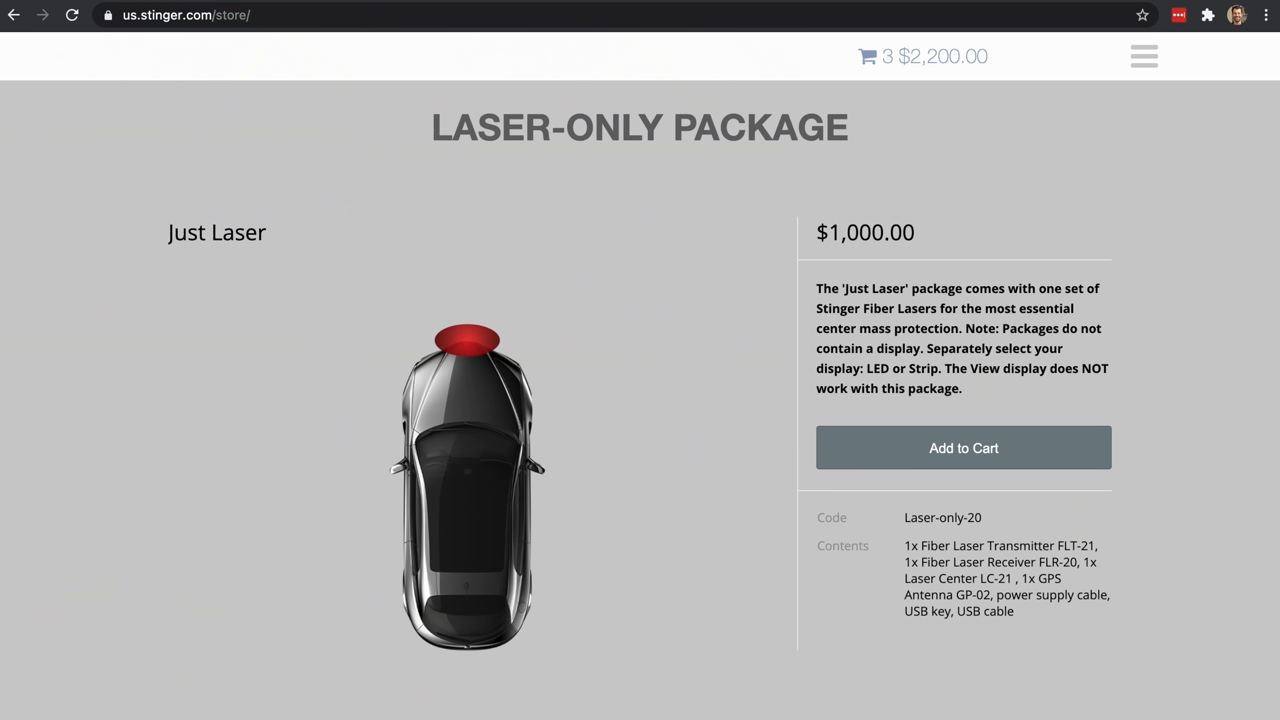 us.stinger.com/store/
3 $2,200.00
LASER-ONLY PACKAGE
Just Laser
$1,000.00
The 'Just Laser' package comes with one set of
Stinger Fiber Lasers for the most essential
center mass protection. Note: Packages do not
contain a display. Separately select your
display: LED or Strip. The View display does NOT
work with this package.
Add to Cart
Code Laser-only-20
Contents 1x Fiber Laser Transmitter FLT-21,
1x Fiber Laser Receiver FLR-20, 1x
Laser Center LC-21 , 1x GPS
Antenna GP-02, power supply cable,
USB key, USB cable